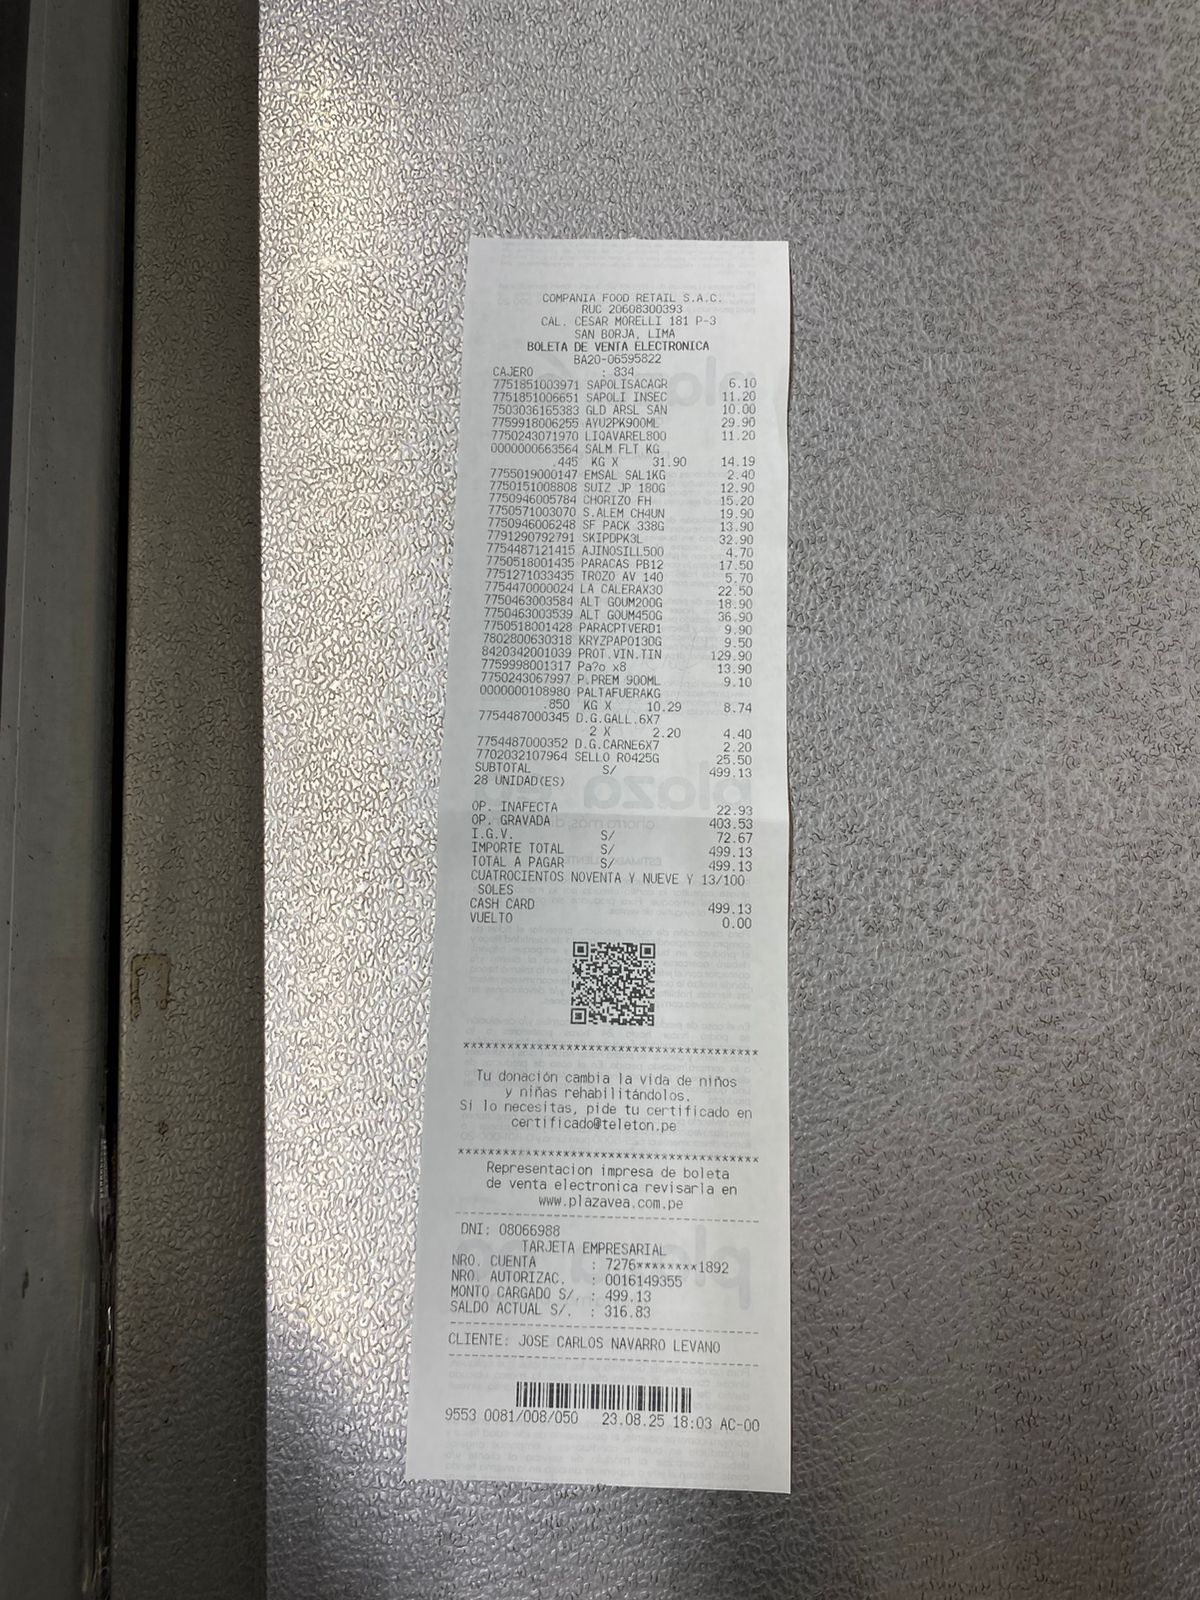 COMPANIA FOOD RETAIL S.A.C.
RUC 20608300393
CAL. CESAR MORELLI 181 P-3
SAN BORJA, LIMA
BOLETA DE VENTA ELECTRONICA
BA20-06595822
CAJERO : 834
7751851003971 SAPOLISACAGR 6.10
7751851006651 SAPOLI INSEC 11.20
7503036165383 GLD ARSL SAN 10.00
7759918006255 AYU2PK900ML 29.90
7750243071970 LIQAVAREL800 11.20
0000000663564 SALM FLT KG
.445 KG X 31.90 14.19
7755019000147 EMSAL SAL1KG 2.40
7750151008808 SUIZ JP 180G 12.90
7750946005784 CHORIZO FH 15.20
7750571003070 S.ALEM CH4UN 19.90
7750946006248 SF PACK 338G 13.90
7791290792791 SKIPDPK3L 32.90
7754487121415 AJINOSILL500 4.70
7750518001435 PARACAS PB12 17.50
7751271033435 TROZO AV 140 5.70
7754470000024 LA CALERAX30 22.50
7750463003584 ALT GOUM200G 18.90
7750463003539 ALT GOUM450G 36.90
7750518001428 PARACPTVERD1 9.90
7802800630318 KRYZPAPO130G 9.50
8420342001039 PROT.VIN.TIN 129.90
7759998001317 Pa?o x8 13.90
7750243067997 P.PREM 900ML 9.10
0000000108980 PALTAFUERAKG
.850 KG X 10.29 8.74
7754487000345 D.G.GALL.6X7
2 X 2.20 4.40
7754487000352 D.G.CARNE6X7 2.20
7702032107964 SELLO RO425G 25.50
SUBTOTAL S/ 499.13
28 UNIDAD(ES)
OP. INAFECTA 22.93
OP. GRAVADA 403.53
I.G.V. S/ 72.67
IMPORTE TOTAL S/ 499.13
TOTAL A PAGAR S/ 499.13
CUATROCIENTOS NOVENTA Y NUEVE Y 13/100
SOLES
CASH CARD 499.13
VUELTO 0.00
***************************************
Tu donación cambia la vida de niños
y niñas rehabilitándolos.
Si lo necesitas, pide tu certificado en
certificado@teleton.pe
***************************************
Representacion impresa de boleta
de venta electronica revisarla en
www.plazavea.com.pe
DNI: 08066988
TARJETA EMPRESARIAL
NRO. CUENTA : 7276********1892
NRO. AUTORIZAC. : 0016149355
MONTO CARGADO S/. : 499.13
SALDO ACTUAL S/. : 316.83
CLIENTE: JOSE CARLOS NAVARRO LEVANO
9553 0081/008/050 23.08.25 18:03 AC-00